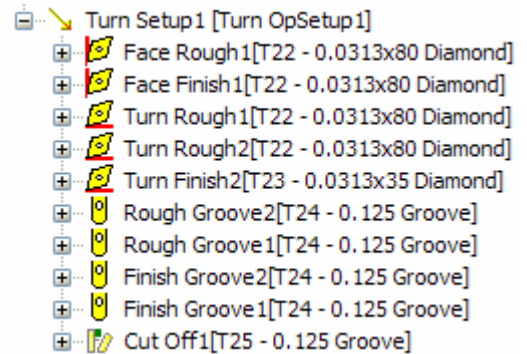 Turn Setup1 [Turn OpSetup1]
Face Rough1[T22 - 0.0313x80 Diamond]
Face Finish1[T22 - 0.0313x80 Diamond]
Turn Rough1[T22 - 0.0313x80 Diamond]
Turn Rough2[T22 - 0.0313x80 Diamond]
Turn Finish2[T23 - 0.0313x35 Diamond]
Rough Groove2[T24 - 0.125 Groove]
Rough Groove1[T24 - 0.125 Groove]
Finish Groove2[T24 - 0.125 Groove]
Finish Groove1[T24 - 0.125 Groove]
Cut Off1[T25 - 0.125 Groove]